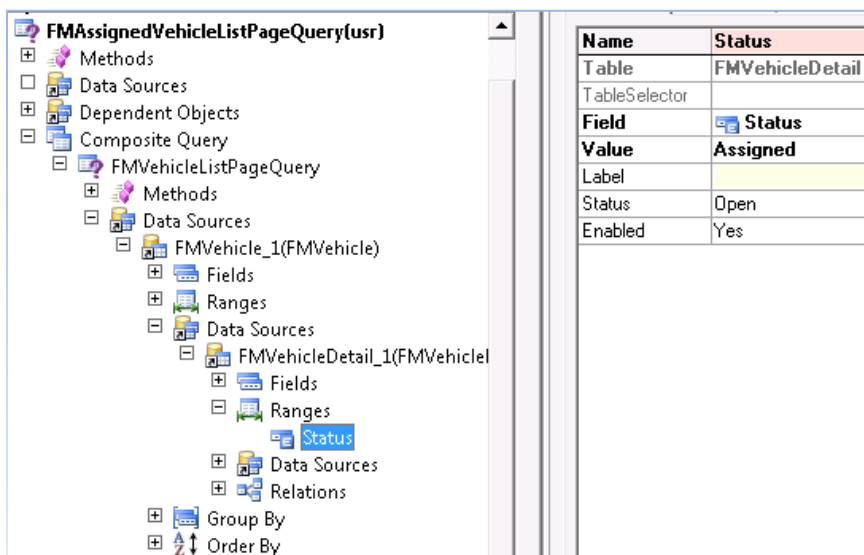 FMAssignedVehicleListPageQuery(usr)
Methods
Data Sources
Dependent Objects
Composite Query
FMVehicleListPageQuery
Methods
Data Sources
FMVehicle_1(FMVehicle)
Fields
Ranges
Data Sources
FMVehicleDetail_1(FMVehicleI
Fields
Ranges
Status
Data Sources
Relations
Group By
Order By
Name Status
Table FMVehicleDetail
TableSelector
Field Status
Value Assigned
Label
Status Open
Enabled Yes